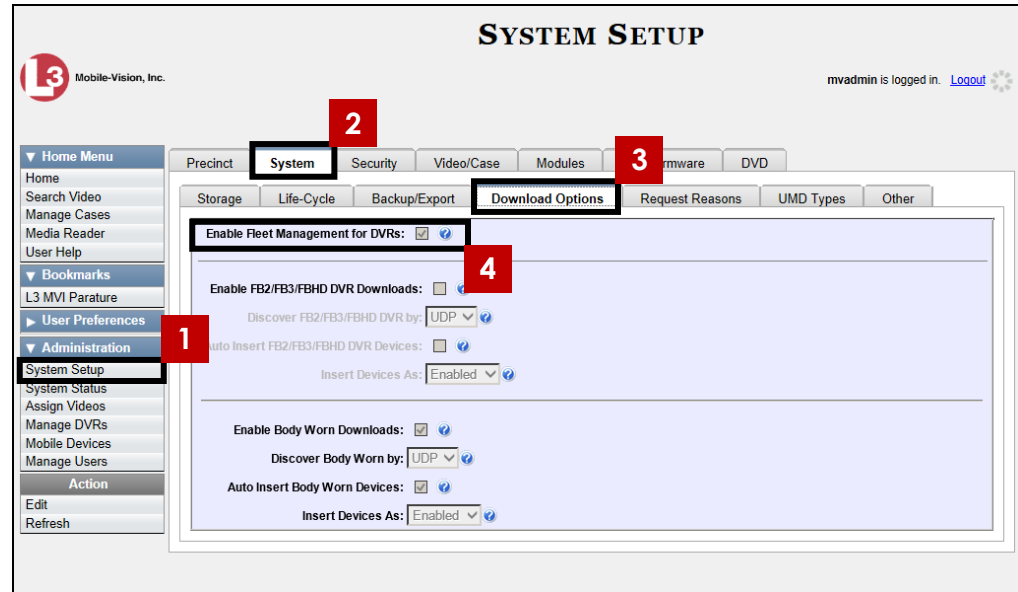 SYSTEM SETUP
L3 Mobile-Vision, Inc.
mvadmin is logged in. Logout
2
▼ Home Menu
Home
Search Video
Manage Cases
Media Reader
User Help
▼ Bookmarks
L3 MVI Parature
► User Preferences
1
▼ Administration
System Setup
System Status
Assign Videos
Manage DVRs
Mobile Devices
Manage Users
Action
Edit
Refresh
Precinct System Security Video/Case Modules 3 DVD
Storage Life-Cycle Backup/Export Download Options Request Reasons UMD Types Other
Enable Fleet Management for DVRs: ?
4
Enable FB2/FB3/FBHD DVR Downloads: ?
Discover FB2/FB3/FBHD DVR by: UDP ?
Auto Insert FB2/FB3/FBHD DVR Devices: ?
Insert Devices As: Enabled ?
Enable Body Worn Downloads: ?
Discover Body Worn by: UDP ?
Auto Insert Body Worn Devices: ?
Insert Devices As: Enabled ?